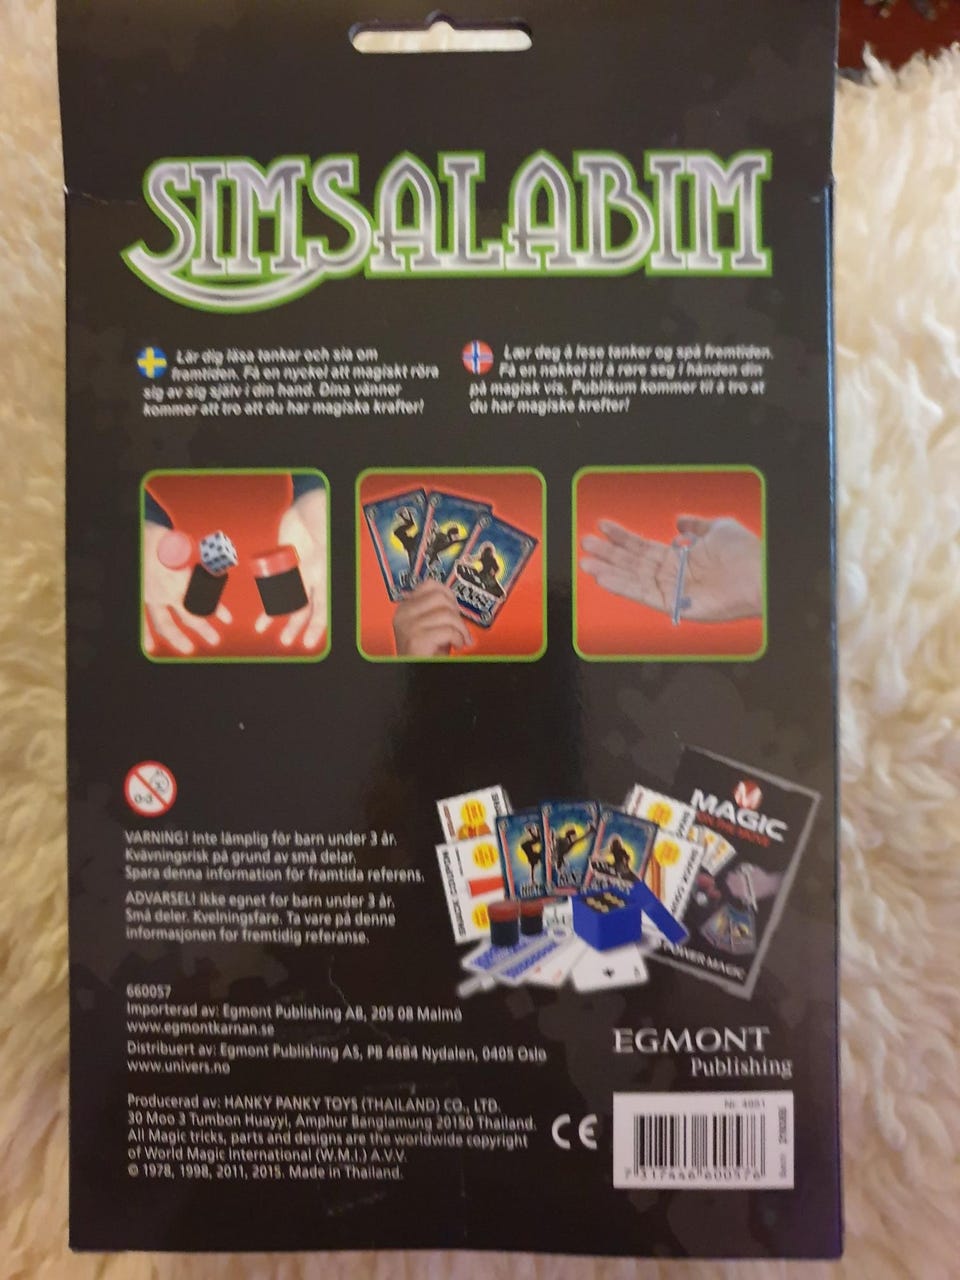 SIMSALABIM
Lär dig läsa tankar och sia om
framtiden. Få en nyckel att magiskt röra
sig av sig själv i din hand. Dina vänner
kommer att tro att du har magiska krafter!
Lær deg å lese tanker og spå fremtiden.
Få en nøkkel til å røre seg i hånden din
på magisk vis. Publikum kommer til å tro at
du har magiske krefter!
0-3
VARNING! Inte lämplig för barn under 3 år.
Kvävningsrisk på grund av små delar.
Spara denna information för framtida referens.
ADVARSEL! Ikke egnet for barn under 3 år.
Små deler. Kvelningsfare. Ta vare på denne
informasjonen for fremtidig referanse.
M
MAGIC
POWER MAGIC
660057
Importerad av: Egmont Publishing AB, 205 08 Malmö
www.egmontkarnan.se
Distribuert av: Egmont Publishing AS, PB 4684 Nydalen, 0405 Oslo
www.univers.no
EGMONT
Publishing
Producerad av: HANKY PANKY TOYS (THAILAND) CO., LTD.
30 Moo 3 Tumbon Huayyi, Amphur Banglamung 20150 Thailand.
All Magic tricks, parts and designs are the worldwide copyright
of World Magic International (W.M.I.) A.V.V.
© 1978, 1998, 2011, 2015. Made in Thailand.
CE
7 317446 600576